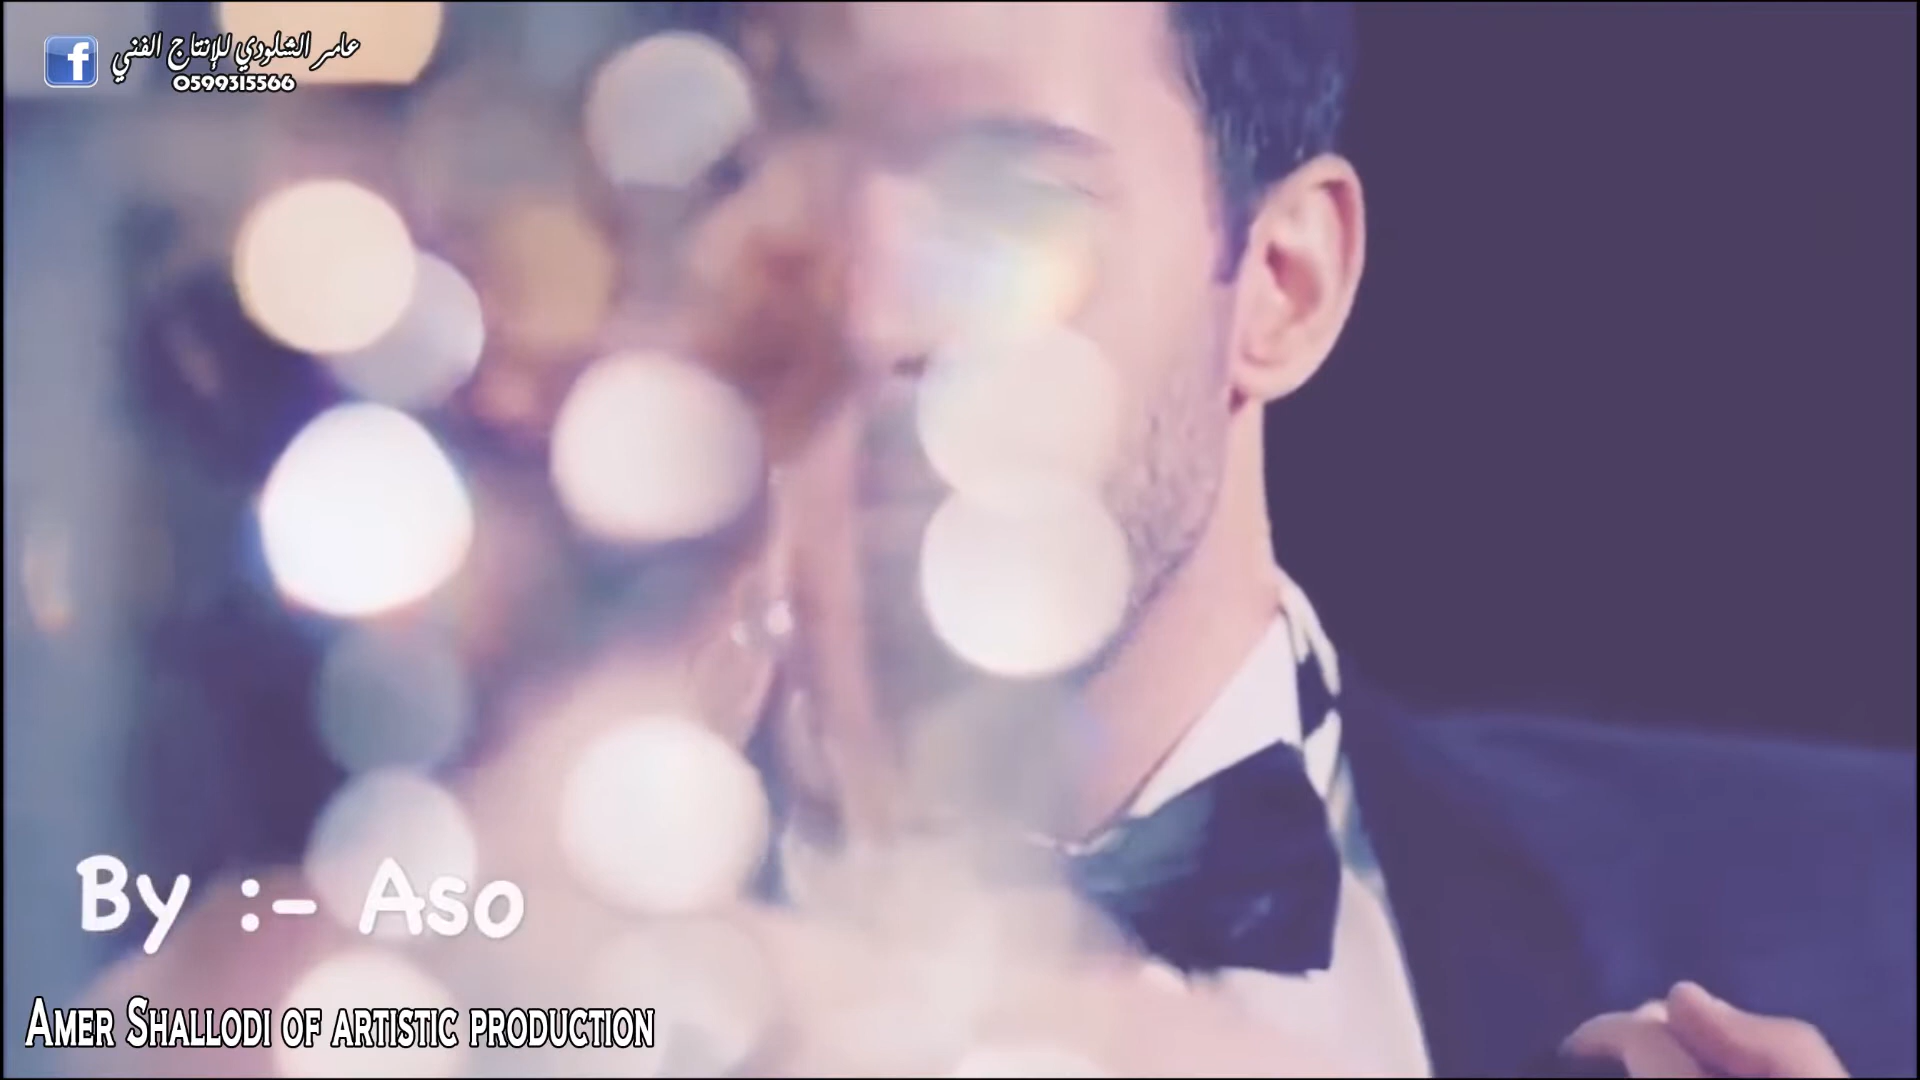 عامر الشلودي للإنتاج الفني
0599315566
By :- Aso
AMER SHALLODI OF ARTISTIC PRODUCTION